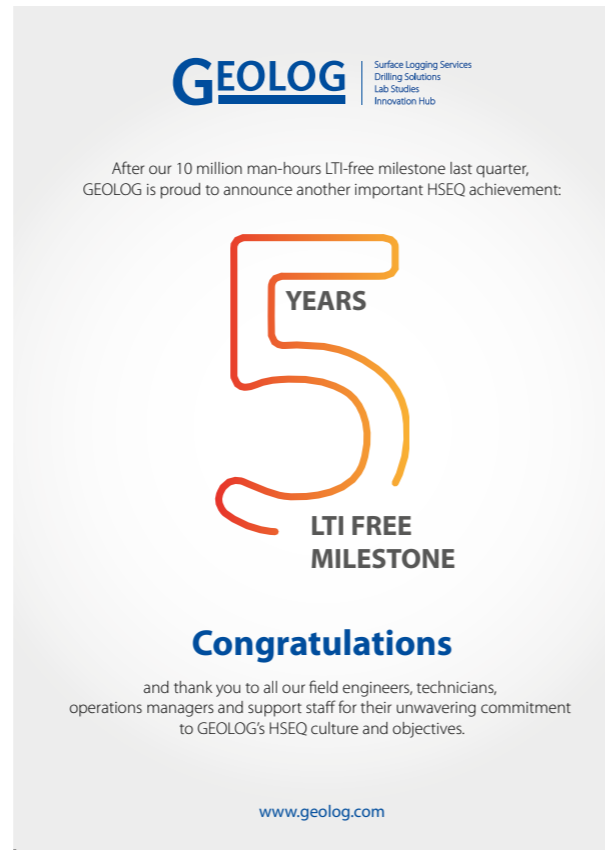 GEOLOG
Surface Logging Services
Drilling Solutions
Lab Studies
Innovation Hub
After our 10 million man-hours LTI-free milestone last quarter,
GEOLOG is proud to announce another important HSEQ achievement:
5
YEARS
LTI FREE
MILESTONE
Congratulations
and thank you to all our field engineers, technicians,
operations managers and support staff for their unwavering commitment
to GEOLOG's HSEQ culture and objectives.
www.geolog.com